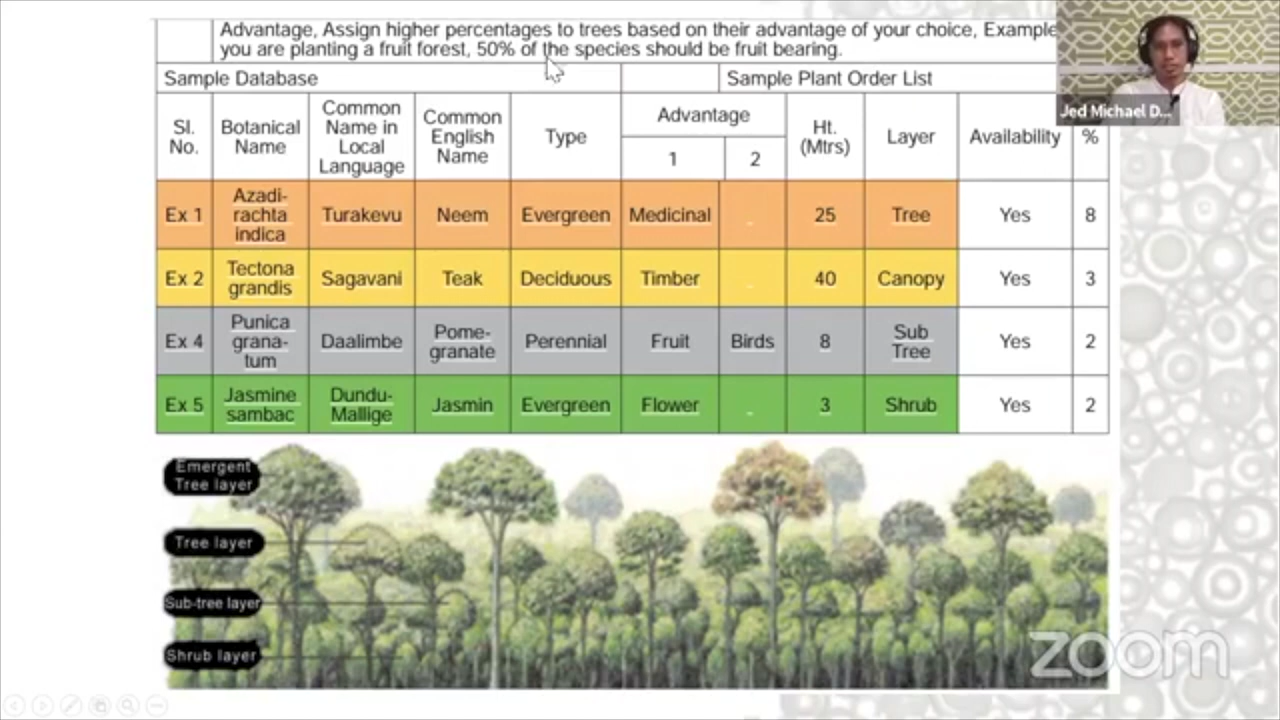 Advantage, Assign higher percentages to trees based on their advantage of your choice, Example
you are planting a fruit forest, 50% of the species should be fruit bearing.
Jed Michael D...
Sample Database
Sample Plant Order List
Sl.
No.
Botanical
Name
Common
Name in
Local
Language
Common
English
Name
Type
Advantage
1
2
Ht.
(Mtrs)
Layer
Availability
%
Ex 1
Azadi-
rachta
indica
Turakevu
Neem
Evergreen
Medicinal
-
25
Tree
Yes
8
Ex 2
Tectona
grandis
Sagavani
Teak
Deciduous
Timber
-
40
Canopy
Yes
3
Ex 4
Punica
grana-
tum
Daalimbe
Pome-
granate
Perennial
Fruit
Birds
8
Sub
Tree
Yes
2
Ex 5
Jasmine
sambac
Dundu-
Mallige
Jasmin
Evergreen
Flower
-
3
Shrub
Yes
2
Emergent
Tree layer
Tree layer
Sub-tree layer
Shrub layer
zoom